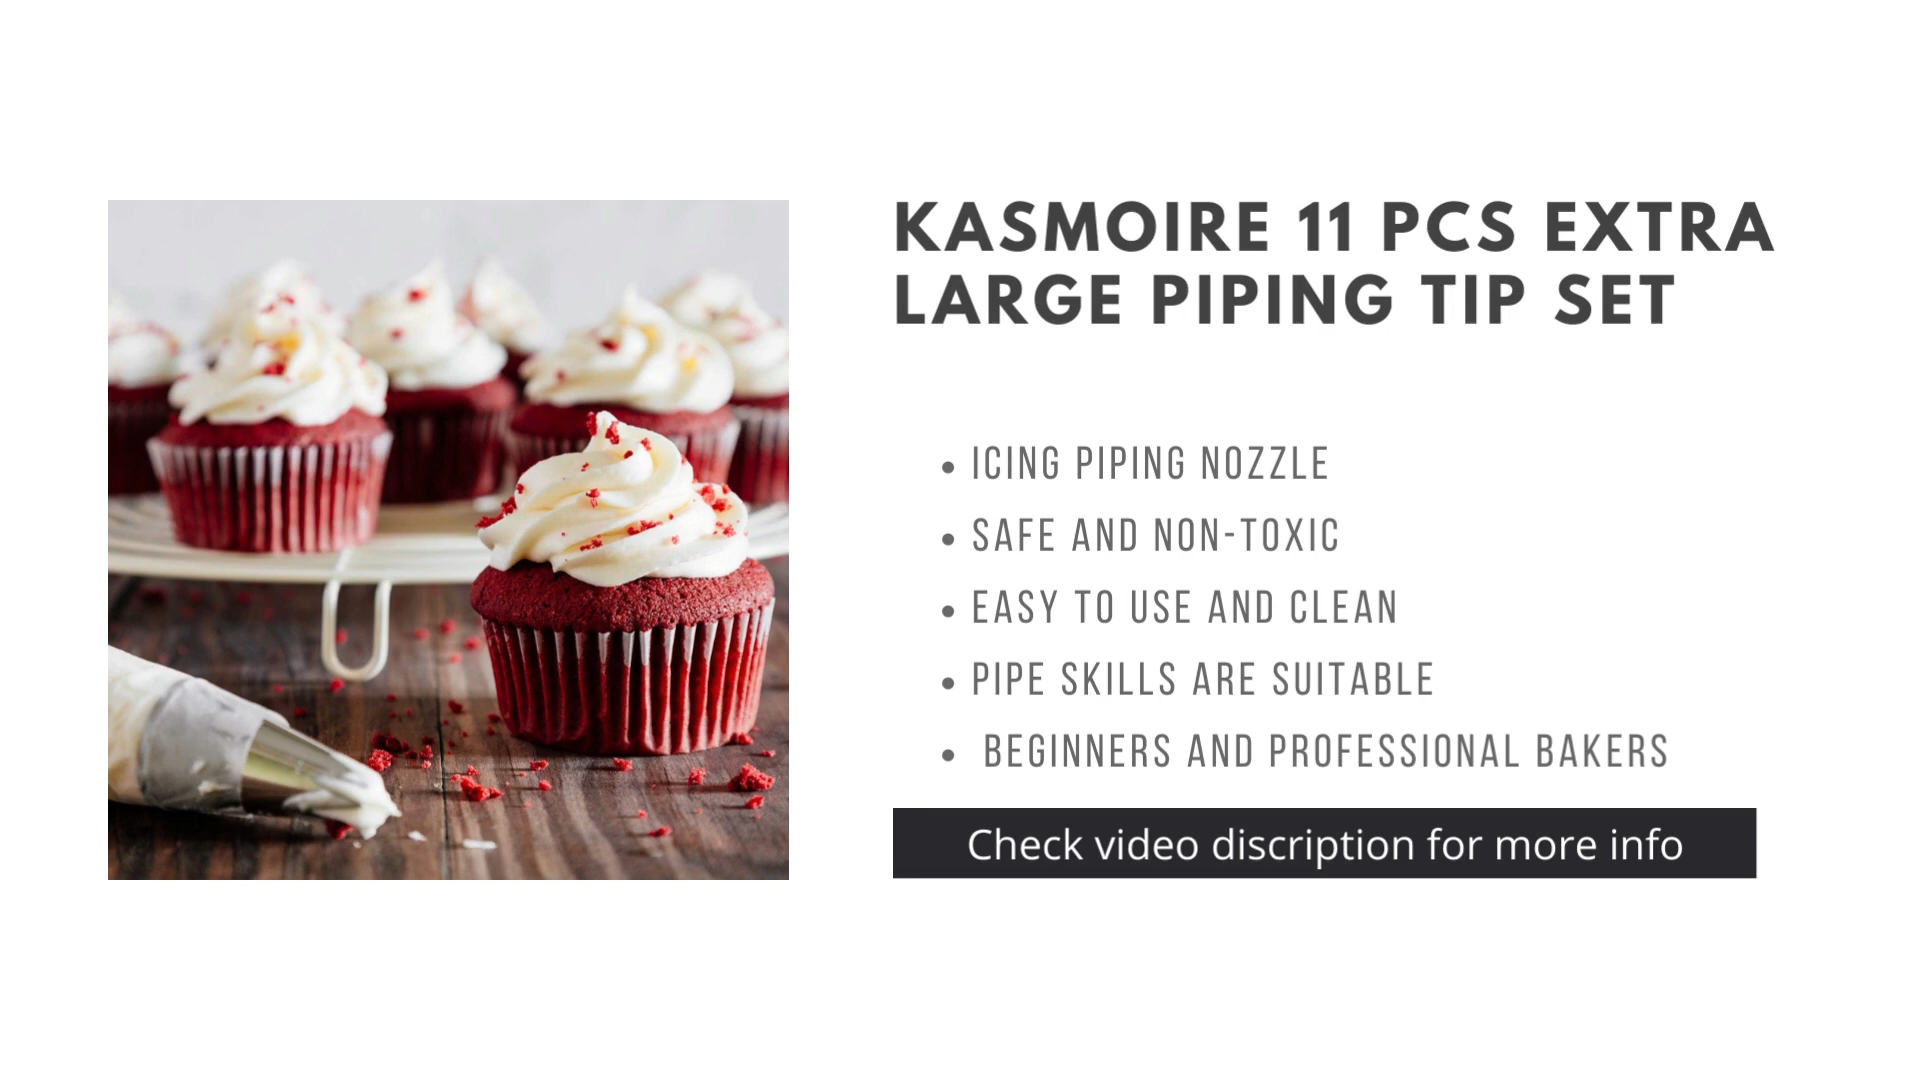 KASMOIRE 11 PCS EXTRA
LARGE PIPING TIP SET
• ICING PIPING NOZZLE
• SAFE AND NON-TOXIC
• EASY TO USE AND CLEAN
• PIPE SKILLS ARE SUITABLE
• BEGINNERS AND PROFESSIONAL BAKERS
Check video discription for more info